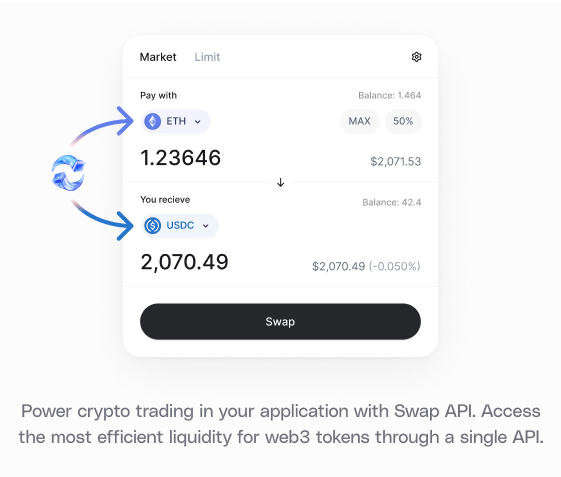 Market Limit
Pay with Balance: 1.464
ETH MAX 50%
1.23646 $2,071.53
You recieve Balance: 42.4
USDC
2,070.49 $2,070.49 (-0.050%)
Swap
Power crypto trading in your application with Swap API. Access
the most efficient liquidity for web3 tokens through a single API.